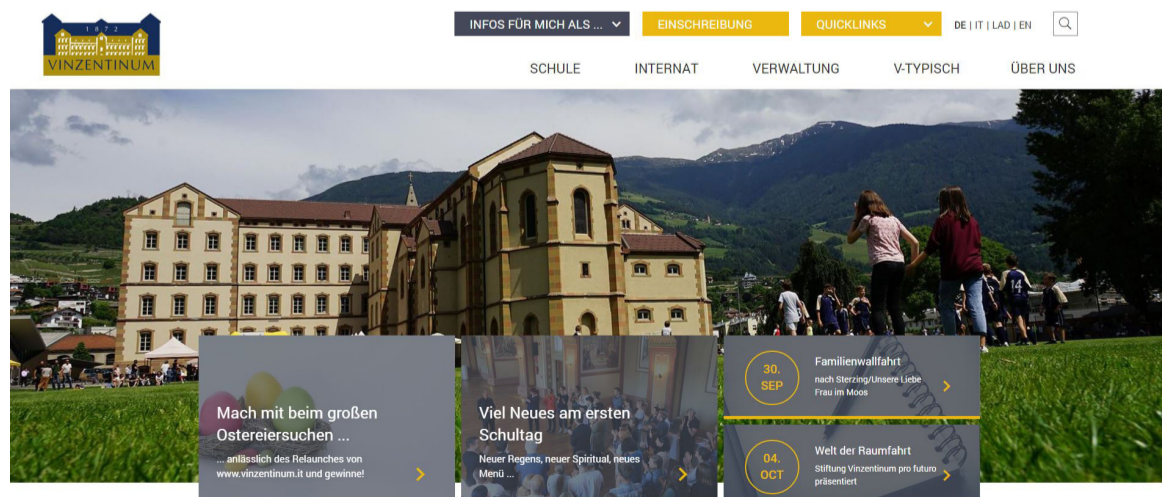 1872
VINZENTINUM
INFOS FÜR MICH ALS ...
EINSCHREIBUNG
QUICKLINKS
DE | IT | LAD | EN
SCHULE
INTERNAT
VERWALTUNG
V-TYPISCH
ÜBER UNS
14
Mach mit beim großen
Ostereiersuchen ...
... anlässlich des Relaunches von
www.vinzentinum.it und gewinne!
Viel Neues am ersten
Schultag
Neuer Regens, neuer Spiritual, neues
Menü ...
30.
SEP
Familienwallfahrt
nach Sterzing/Unsere Liebe
Frau im Moos
04.
OCT
Welt der Raumfahrt
Stiftung Vinzentinum pro futuro
präsentiert